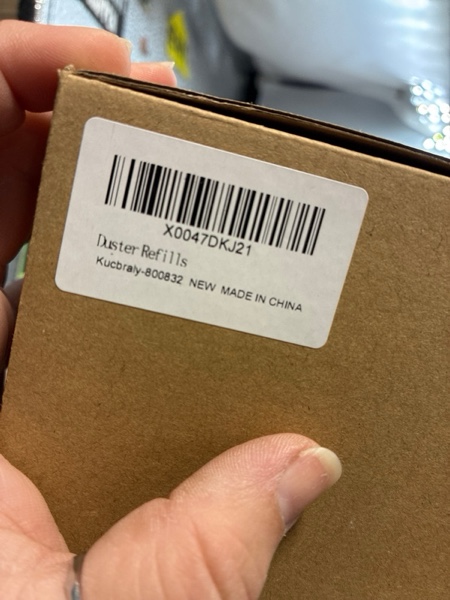 X0047DKJ21
Duster Refills
Kucbraly-800832 NEW MADE IN CHINA